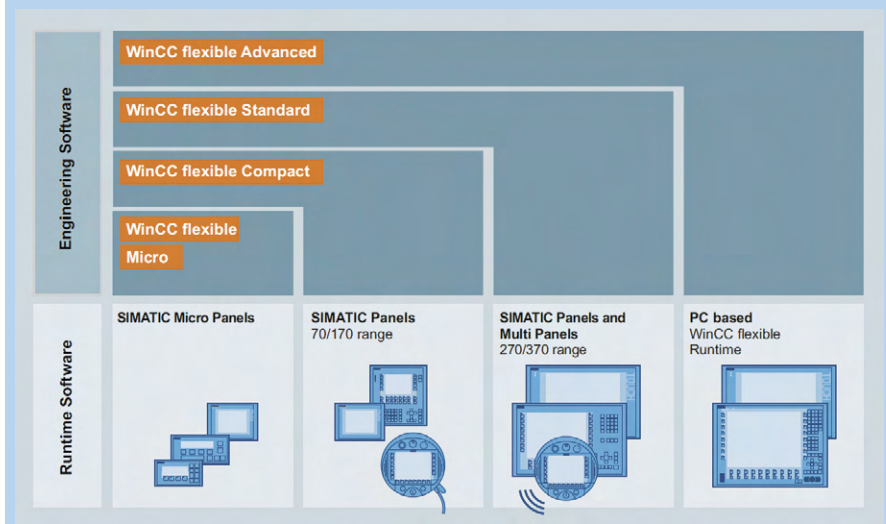 Engineering Software
WinCC flexible Advanced
WinCC flexible Standard
WinCC flexible Compact
WinCC flexible
Micro
Runtime Software
SIMATIC Micro Panels
SIMATIC Panels
70/170 range
SIMATIC Panels and
Multi Panels
270/370 range
PC based
WinCC flexible
Runtime